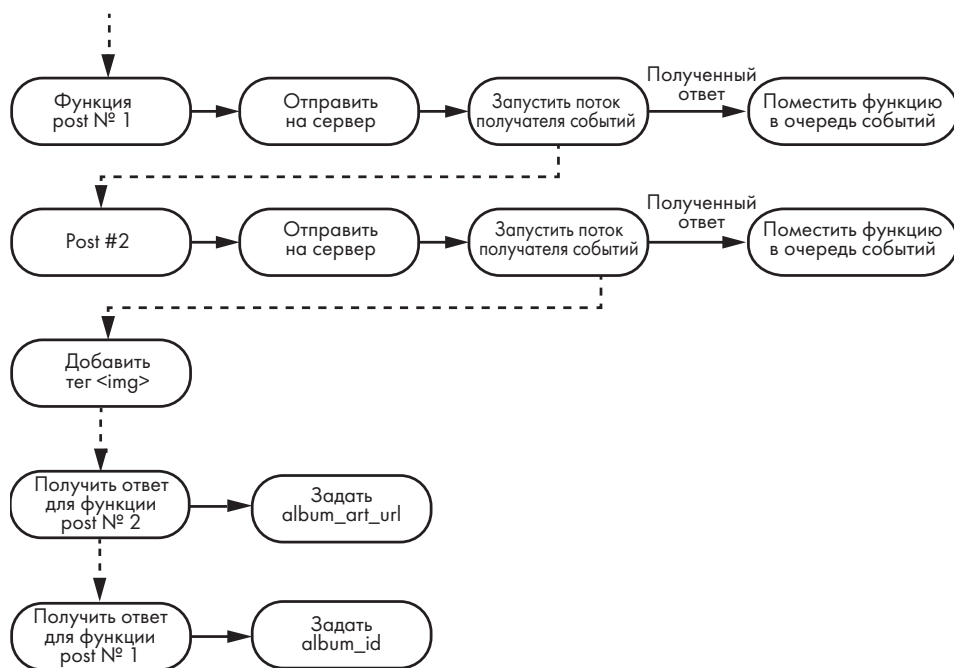 Функция
post № 1
Отправить
на сервер
Запустить поток
получателя событий
Полученный
ответ
Поместить функцию
в очередь событий
Post #2
Отправить
на сервер
Запустить поток
получателя событий
Полученный
ответ
Поместить функцию
в очередь событий
Добавить
тег <img>
Получить ответ
для функции
post № 2
Задать
album_art_url
Получить ответ
для функции
post № 1
Задать
album_id